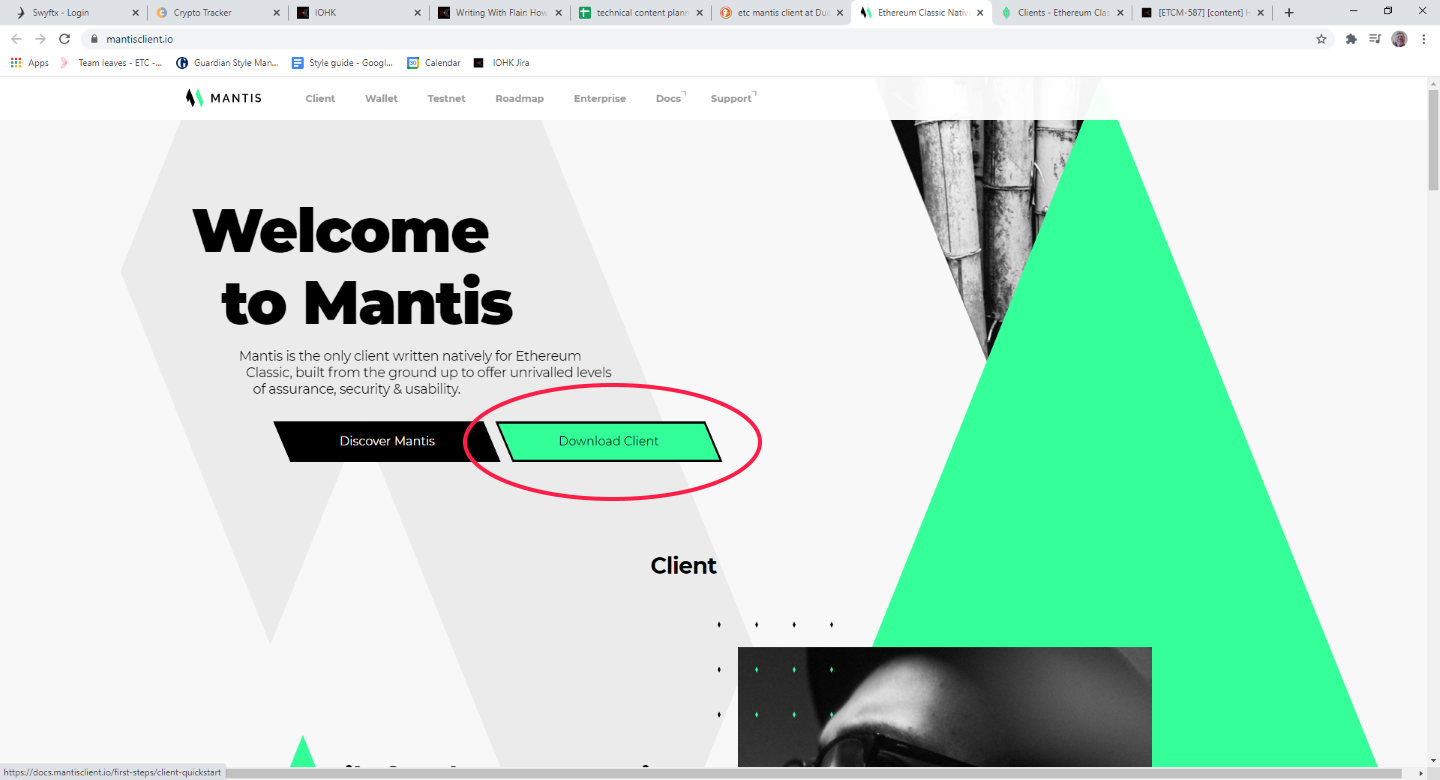 Swyftx - Login
Crypto Tracker
IOHK
Writing With Flair: How
technical content plann
etc mantis client at Duc
Ethereum Classic Nativ
Clients - Ethereum Clas
[ETCM-587] [content] H
mantisclient.io
Apps
Team leaves - ETC -...
Guardian Style Man...
Style guide - Googl...
Calendar
IOHK Jira
MANTIS
Client
Wallet
Testnet
Roadmap
Enterprise
Docs
Support
Welcome
to Mantis
Mantis is the only client written natively for Ethereum
Classic, built from the ground up to offer unrivalled levels
of assurance, security & usability.
Discover Mantis
Download Client
Client
https://docs.mantisclient.io/first-steps/client-quickstart